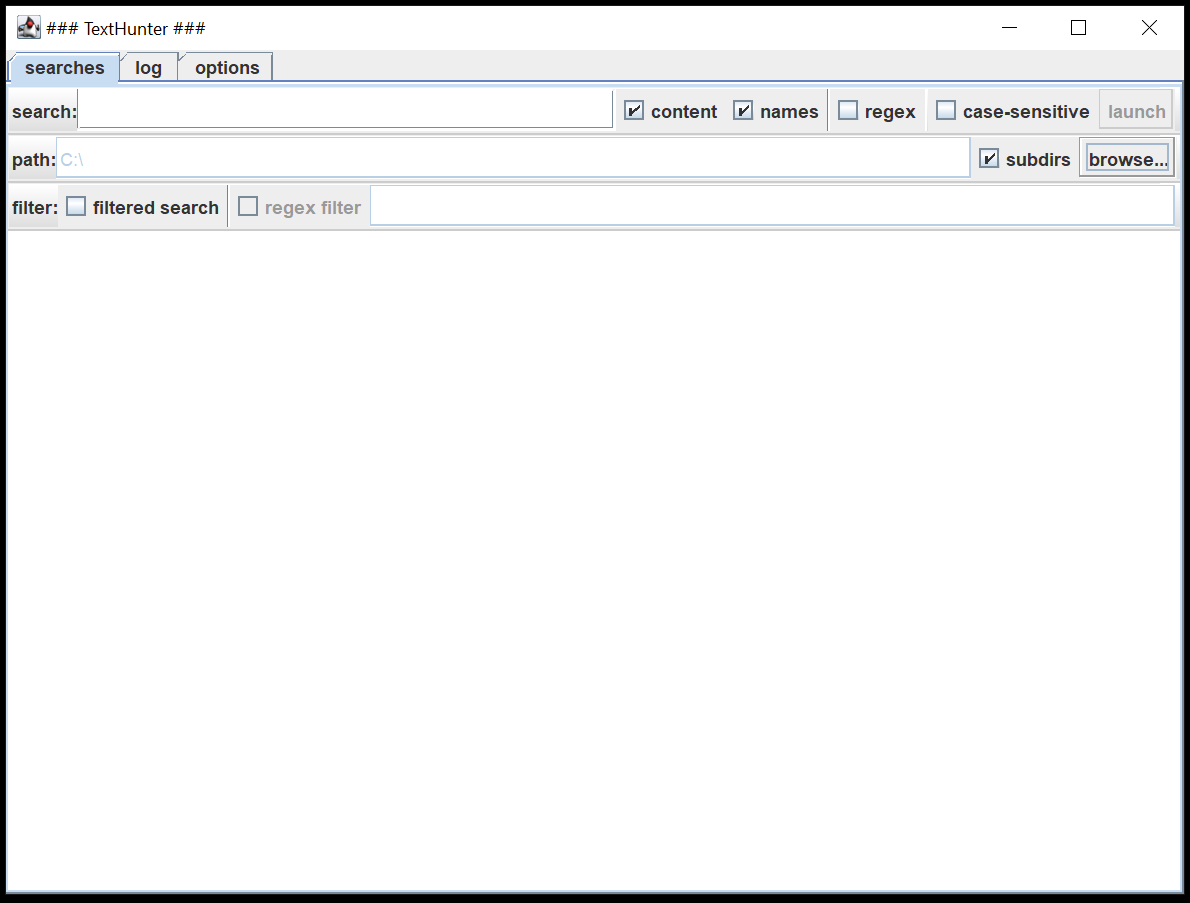 ### TextHunter ###
searches log options
search: content names regex case-sensitive launch
path: C:\ subdirs browse...
filter: filtered search regex filter